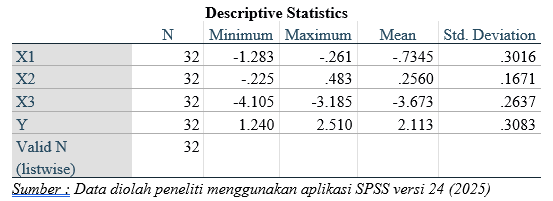 Descriptive Statistics
N Minimum Maximum Mean Std. Deviation
X1 32 -1.283 -.261 -.7345 .3016
X2 32 -.225 .483 .2560 .1671
X3 32 -4.105 -3.185 -3.673 .2637
Y 32 1.240 2.510 2.113 .3083
Valid N 32
(listwise)
Sumber : Data diolah peneliti menggunakan aplikasi SPSS versi 24 (2025)